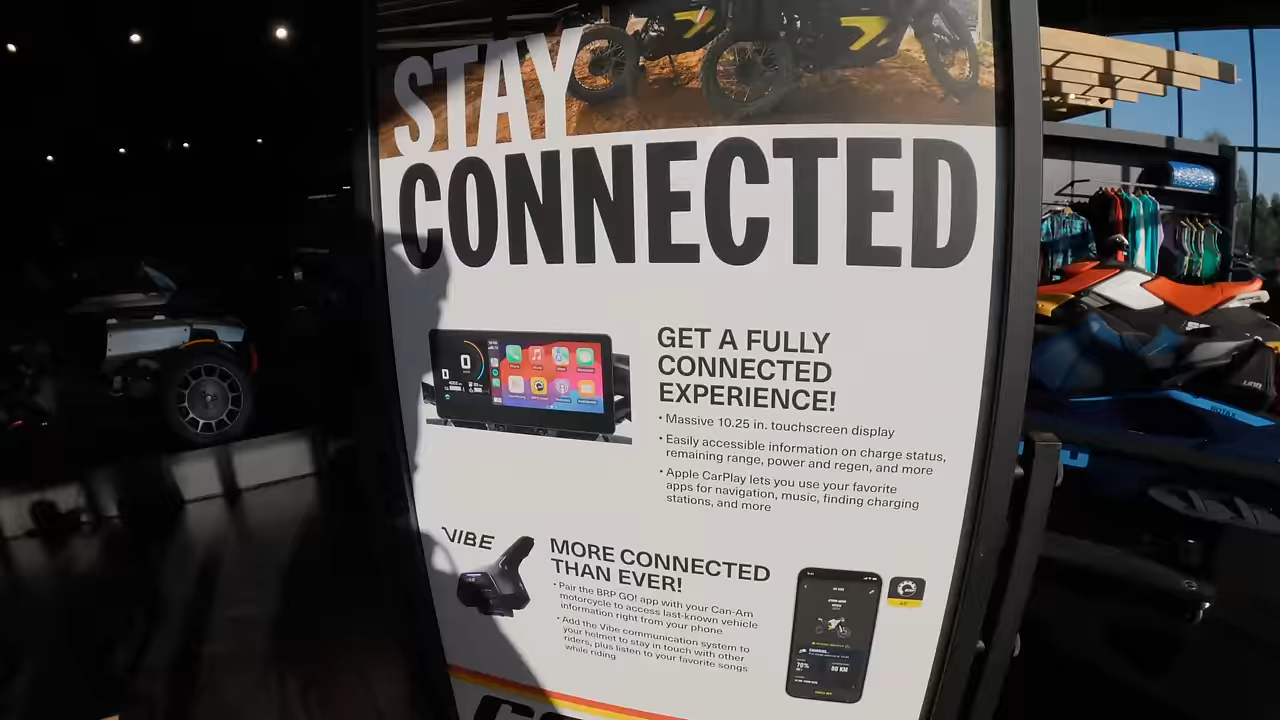 STAY
CONNECTED
GET A FULLY
CONNECTED
EXPERIENCE!
• Massive 10.25 in. touchscreen display
• Easily accessible information on charge status,
remaining range, power and regen, and more
• Apple CarPlay lets you use your favorite
apps for navigation, music, finding charging
stations, and more
VIBE
MORE CONNECTED
THAN EVER!
• Pair the BRP GO! app with your Can-Am
motorcycle to access last-known vehicle
information right from your phone
• Add the Vibe communication system to
your helmet to stay in touch with other
riders, plus listen to your favorite songs
while riding
70%
80 KM